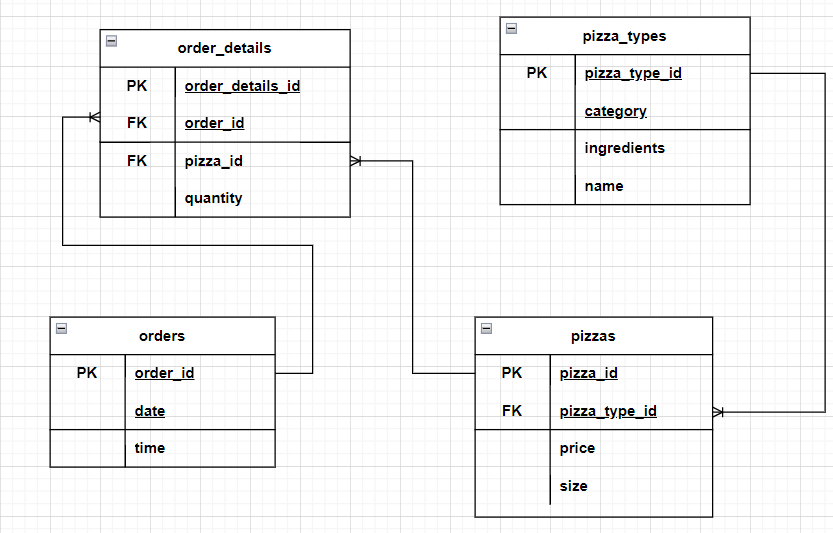 order_details
PK order_details_id
FK order_id
FK pizza_id
quantity
pizza_types
PK pizza_type_id
category
ingredients
name
orders
PK order_id
date
time
pizzas
PK pizza_id
FK pizza_type_id
price
size